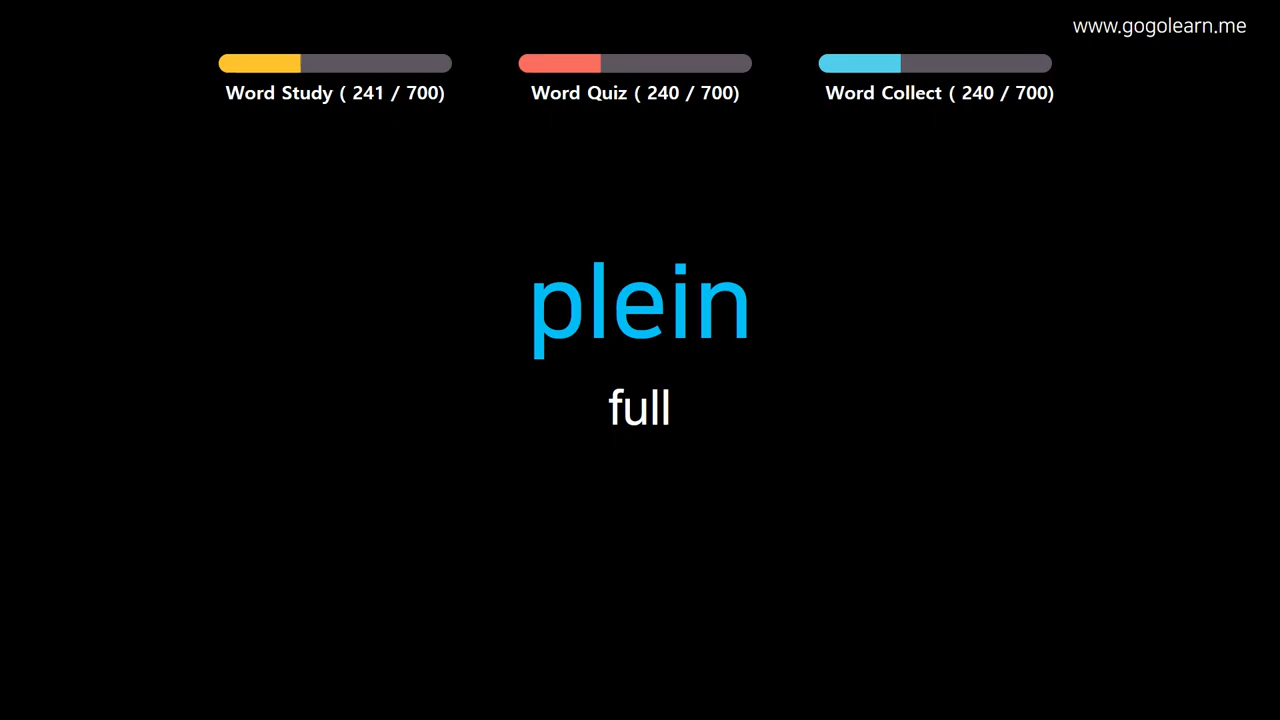 www.gogolearn.me
Word Study ( 241 / 700)
Word Quiz ( 240 / 700)
Word Collect ( 240 / 700)
plein
full